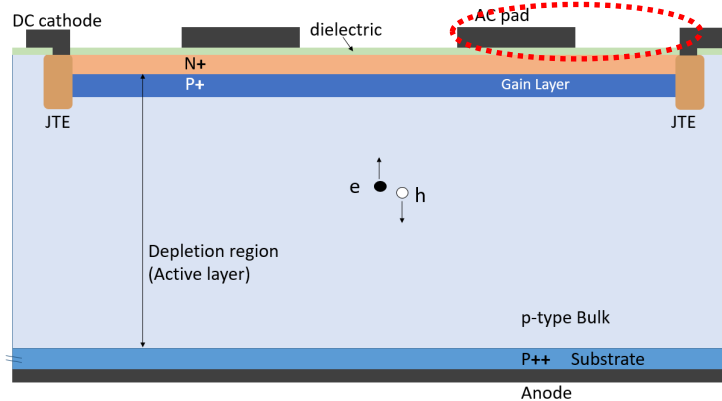 DC cathode
AC pad
dielectric
N+
P+
Gain Layer
JTE
JTE
e
h
Depletion region
(Active layer)
p-type Bulk
P++ Substrate
Anode